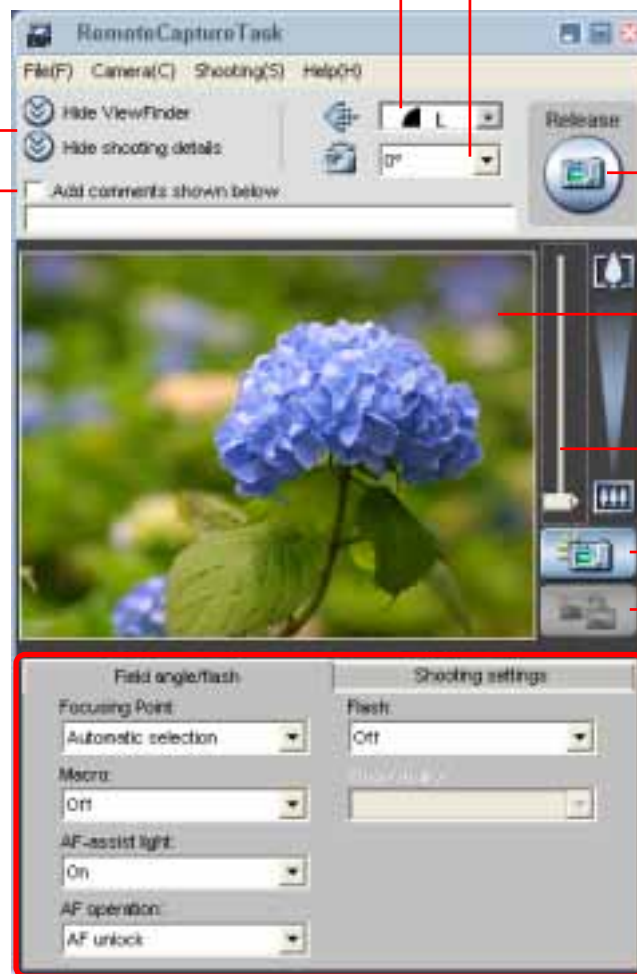 RemoteCaptureTask
File(F) Camera(C) Shooting(S) Help(H)
Hide ViewFinder
Hide shooting details
L
0°
Release
Add comments shown below
Field angle/flash
Shooting settings
Focusing Point
Automatic selection
Flash:
Off
Macro:
Off
AF-assist light:
On
AF operation:
AF unlock